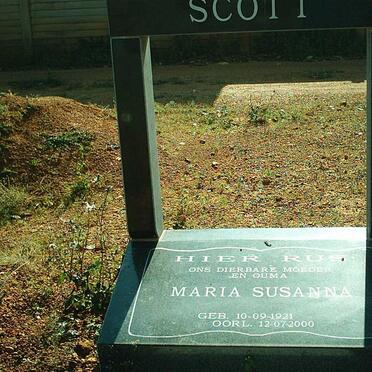 SCOTT
HIER RUS
ONS DIERBARE MOEDER
EN OUMA
MARIA SUSANNA
GEB. 10-09-1921
OORL. 12-07-2000